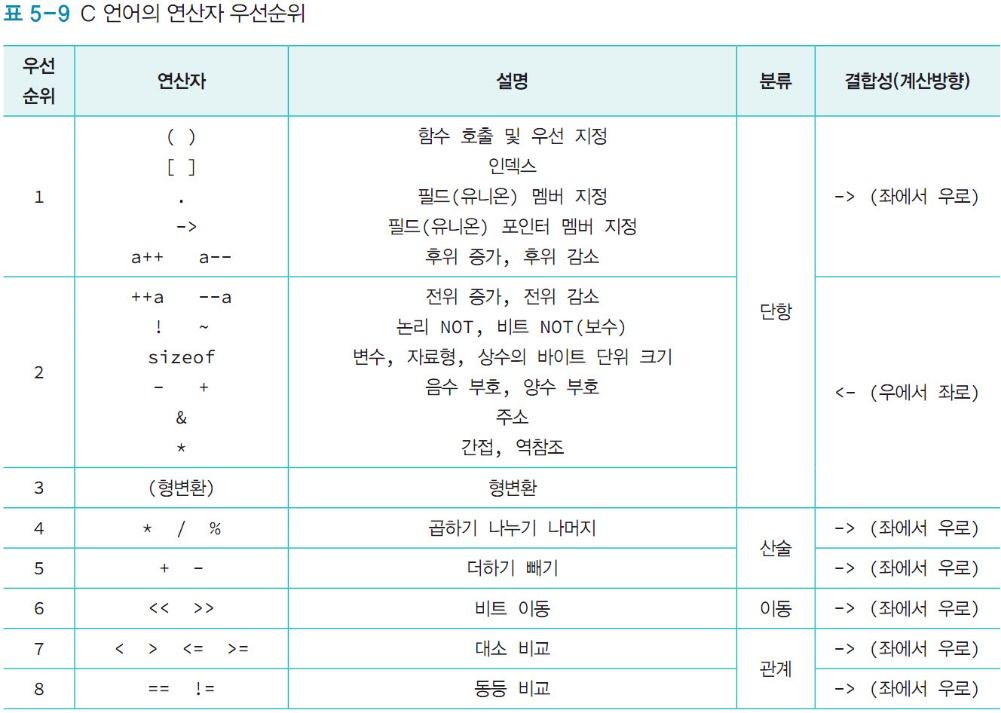 표 5-9 C 언어의 연산자 우선순위
우선
순위
연산자
설명
분류
결합성(계산방향)
1
( )
함수 호출 및 우선 지정
[ ]
인덱스
.
필드(유니온) 멤버 지정
->
필드(유니온) 포인터 멤버 지정
a++ a--
후위 증가, 후위 감소
단항
-> (좌에서 우로)
2
++a --a
전위 증가, 전위 감소
! ~
논리 NOT, 비트 NOT(보수)
sizeof
변수, 자료형, 상수의 바이트 단위 크기
- +
음수 부호, 양수 부호
&
주소
*
간접, 역참조
<- (우에서 좌로)
3
(형변환)
형변환
4
* / %
곱하기 나누기 나머지
산술
-> (좌에서 우로)
5
+ -
더하기 빼기
-> (좌에서 우로)
6
<< >>
비트 이동
이동
-> (좌에서 우로)
7
< > <= >=
대소 비교
관계
-> (좌에서 우로)
8
== !=
동등 비교
-> (좌에서 우로)